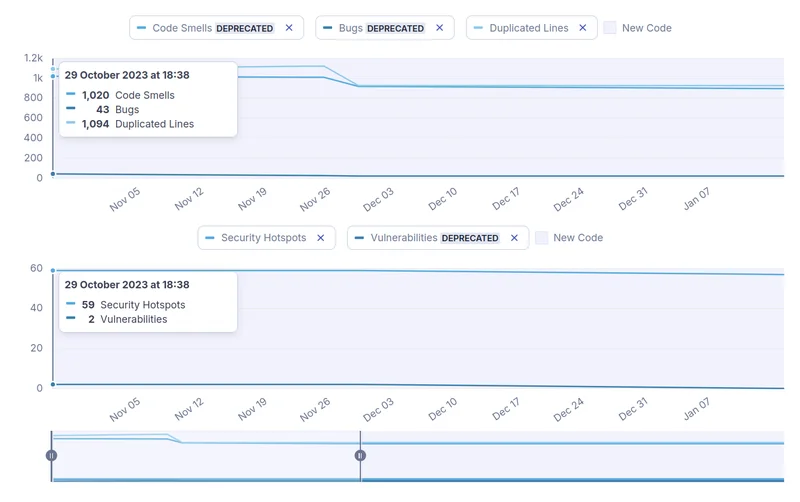 Code Smells DEPRECATED ✕ Bugs DEPRECATED ✕ Duplicated Lines ✕ New Code
1.2k
1k
800
600
400
200
0
29 October 2023 at 18:38
1,020 Code Smells
43 Bugs
1,094 Duplicated Lines
Nov 05 Nov 12 Nov 19 Nov 26 Dec 03 Dec 10 Dec 17 Dec 24 Dec 31 Jan 07
Security Hotspots ✕ Vulnerabilities DEPRECATED ✕ New Code
60
40
20
0
29 October 2023 at 18:38
59 Security Hotspots
2 Vulnerabilities
Nov 05 Nov 12 Nov 19 Nov 26 Dec 03 Dec 10 Dec 17 Dec 24 Dec 31 Jan 07